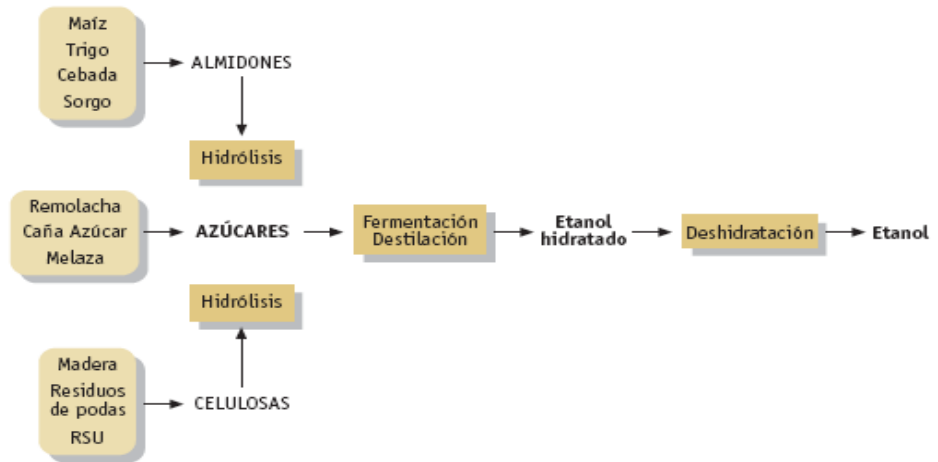 Maíz
Trigo
Cebada
Sorgo
ALMIDONES
Hidrólisis
Remolacha
Caña Azúcar
Melaza
AZÚCARES
Fermentación
Destilación
Etanol
hidratado
Deshidratación
Etanol
Hidrólisis
Madera
Residuos
de podas
RSU
CELULOSAS